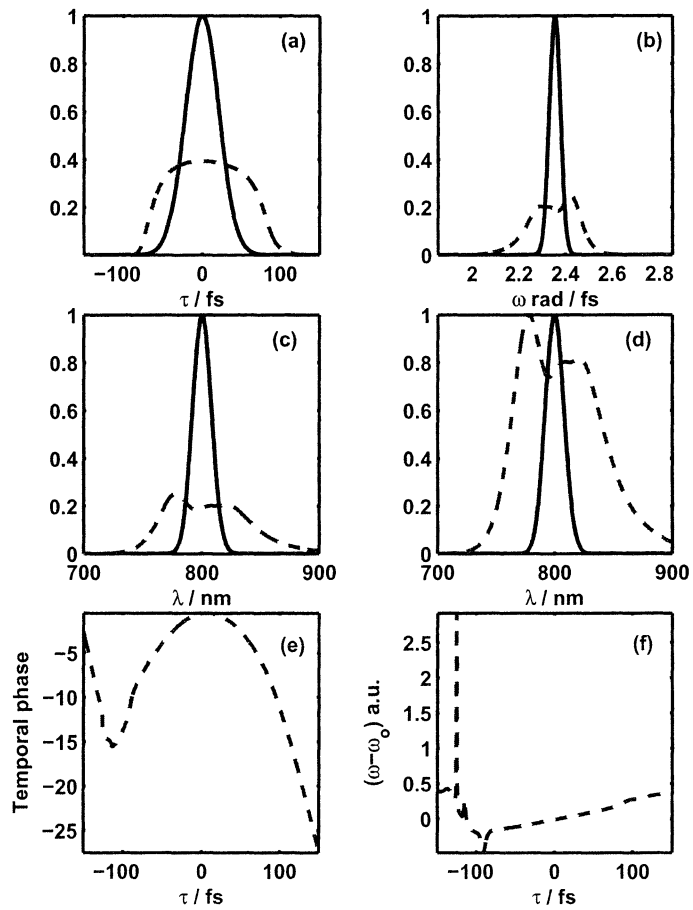 (a)
1
0.8
0.6
0.4
0.2
−100 0 100
τ / fs
(b)
1
0.8
0.6
0.4
0.2
0
2 2.2 2.4 2.6 2.8
ω rad / fs
(c)
1
0.8
0.6
0.4
0.2
0
700 800 900
λ / nm
(d)
1
0.8
0.6
0.4
0.2
0
700 800 900
λ / nm
(e)
Temporal phase
−5
−10
−15
−20
−25
−100 0 100
τ / fs
(f)
(ω−ωo) a.u.
2.5
2
1.5
1
0.5
0
−100 0 100
τ / fs